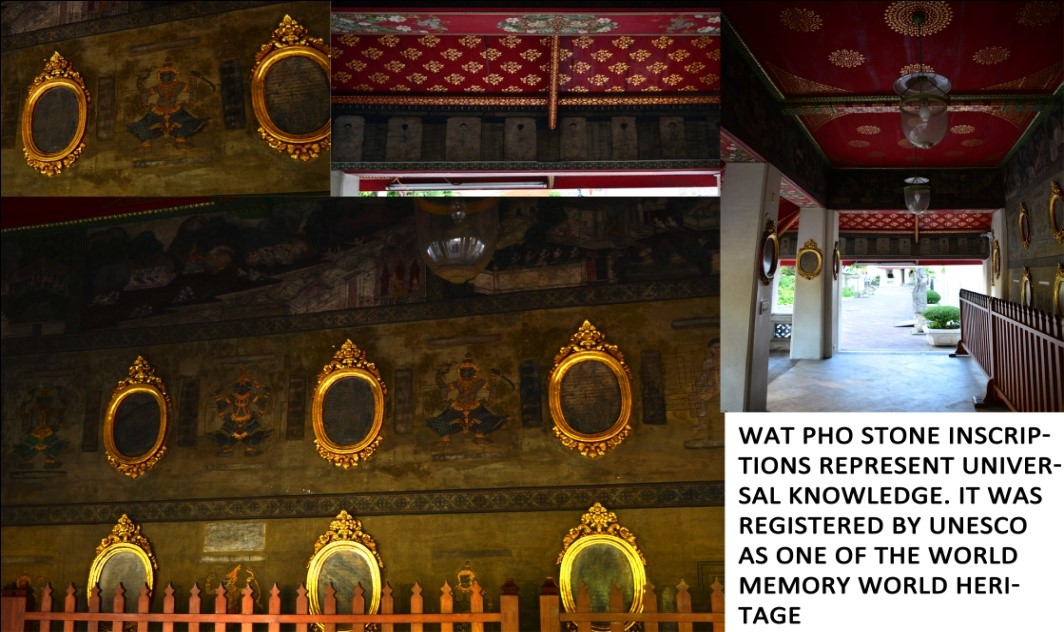 WAT PHO STONE INSCRIP-
TIONS REPRESENT UNIVER-
SAL KNOWLEDGE. IT WAS
REGISTERED BY UNESCO
AS ONE OF THE WORLD
MEMORY WORLD HERI-
TAGE